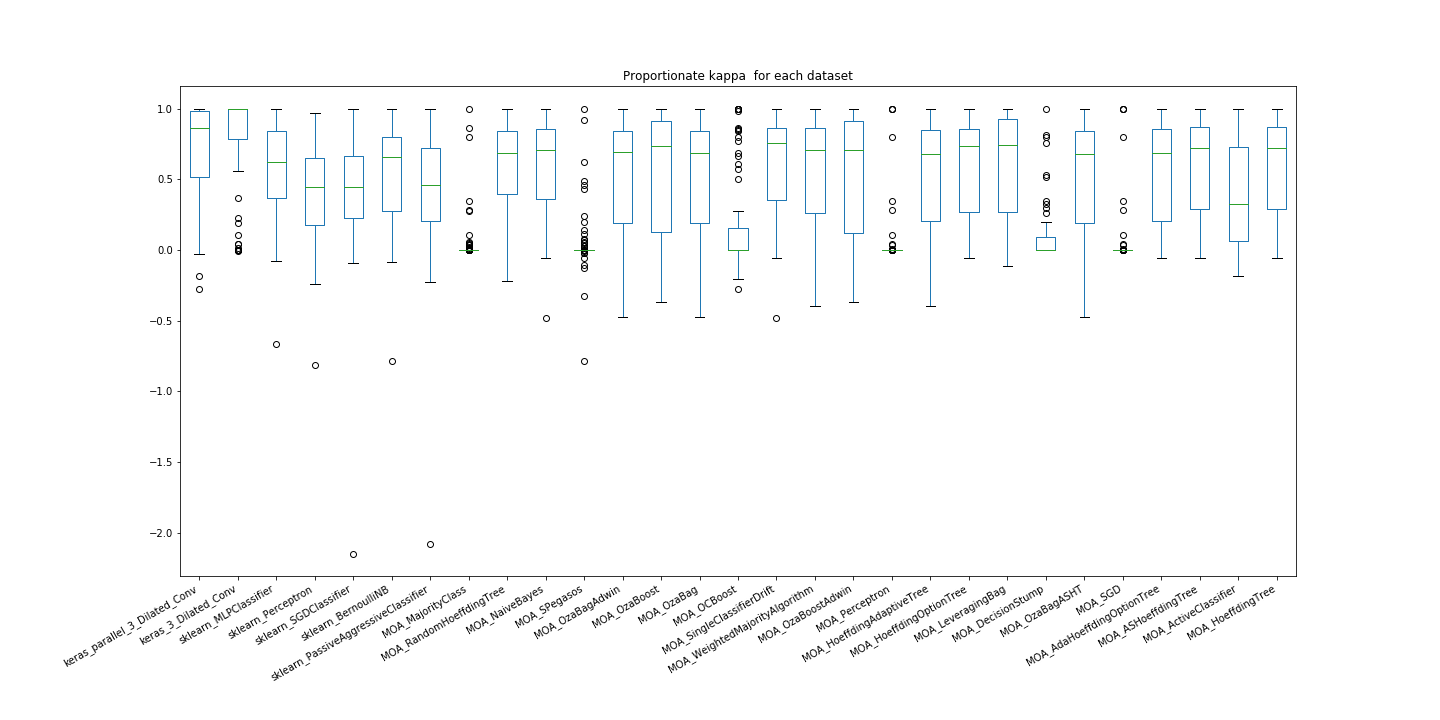 Proportionate kappa  for each dataset
1.0
0.5
0.0
−0.5
−1.0
−1.5
−2.0
keras_parallel_3_Dilated_Conv
keras_3_Dilated_Conv
sklearn_MLPClassifier
sklearn_Perceptron
sklearn_SGDClassifier
sklearn_BernoulliNB
sklearn_PassiveAggressiveClassifier
MOA_MajorityClass
MOA_RandomHoeffdingTree
MOA_NaiveBayes
MOA_SPegasos
MOA_OzaBagAdwin
MOA_OzaBoost
MOA_OzaBag
MOA_OCBoost
MOA_SingleClassifierDrift
MOA_WeightedMajorityAlgorithm
MOA_OzaBoostAdwin
MOA_Perceptron
MOA_HoeffdingAdaptiveTree
MOA_HoeffdingOptionTree
MOA_LeveragingBag
MOA_DecisionStump
MOA_OzaBagASHT
MOA_SGD
MOA_AdaHoeffdingOptionTree
MOA_ASHoeffdingTree
MOA_ActiveClassifier
MOA_HoeffdingTree